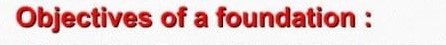 Objectives of a foundation :